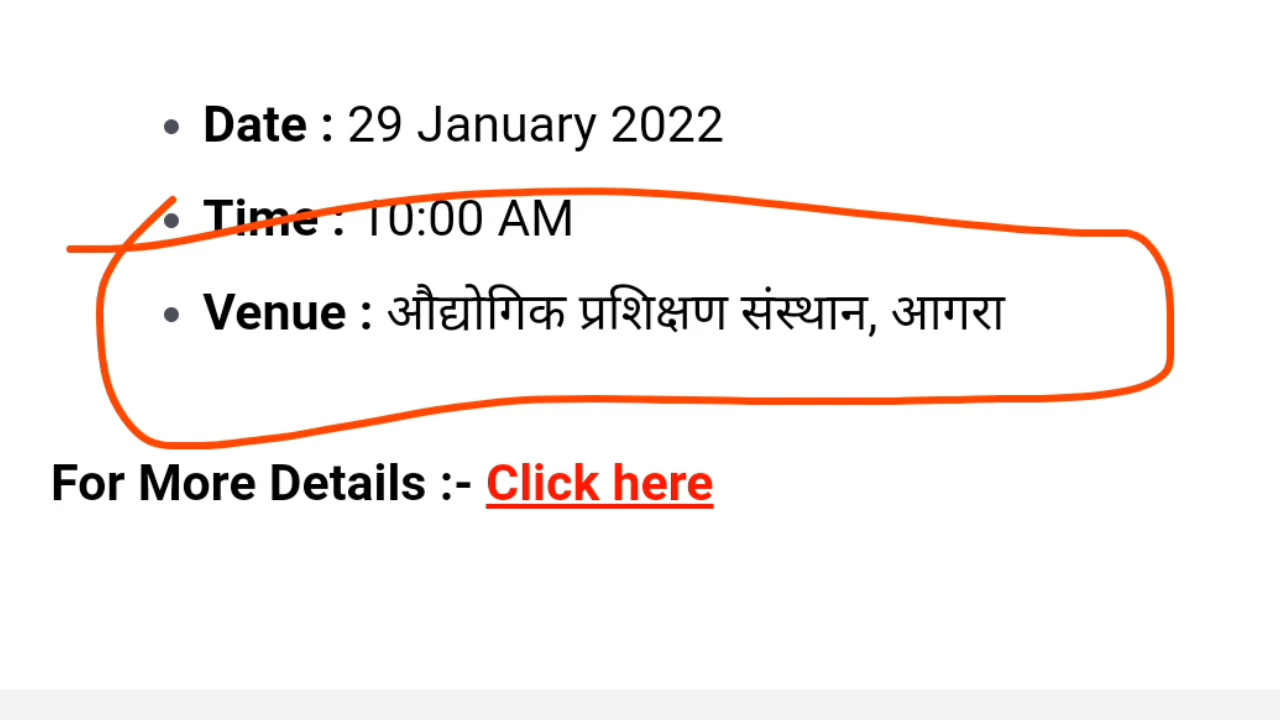 Date : 29 January 2022
Time : 10:00 AM
Venue : औद्योगिक प्रशिक्षण संस्थान, आगरा
For More Details :- Click here